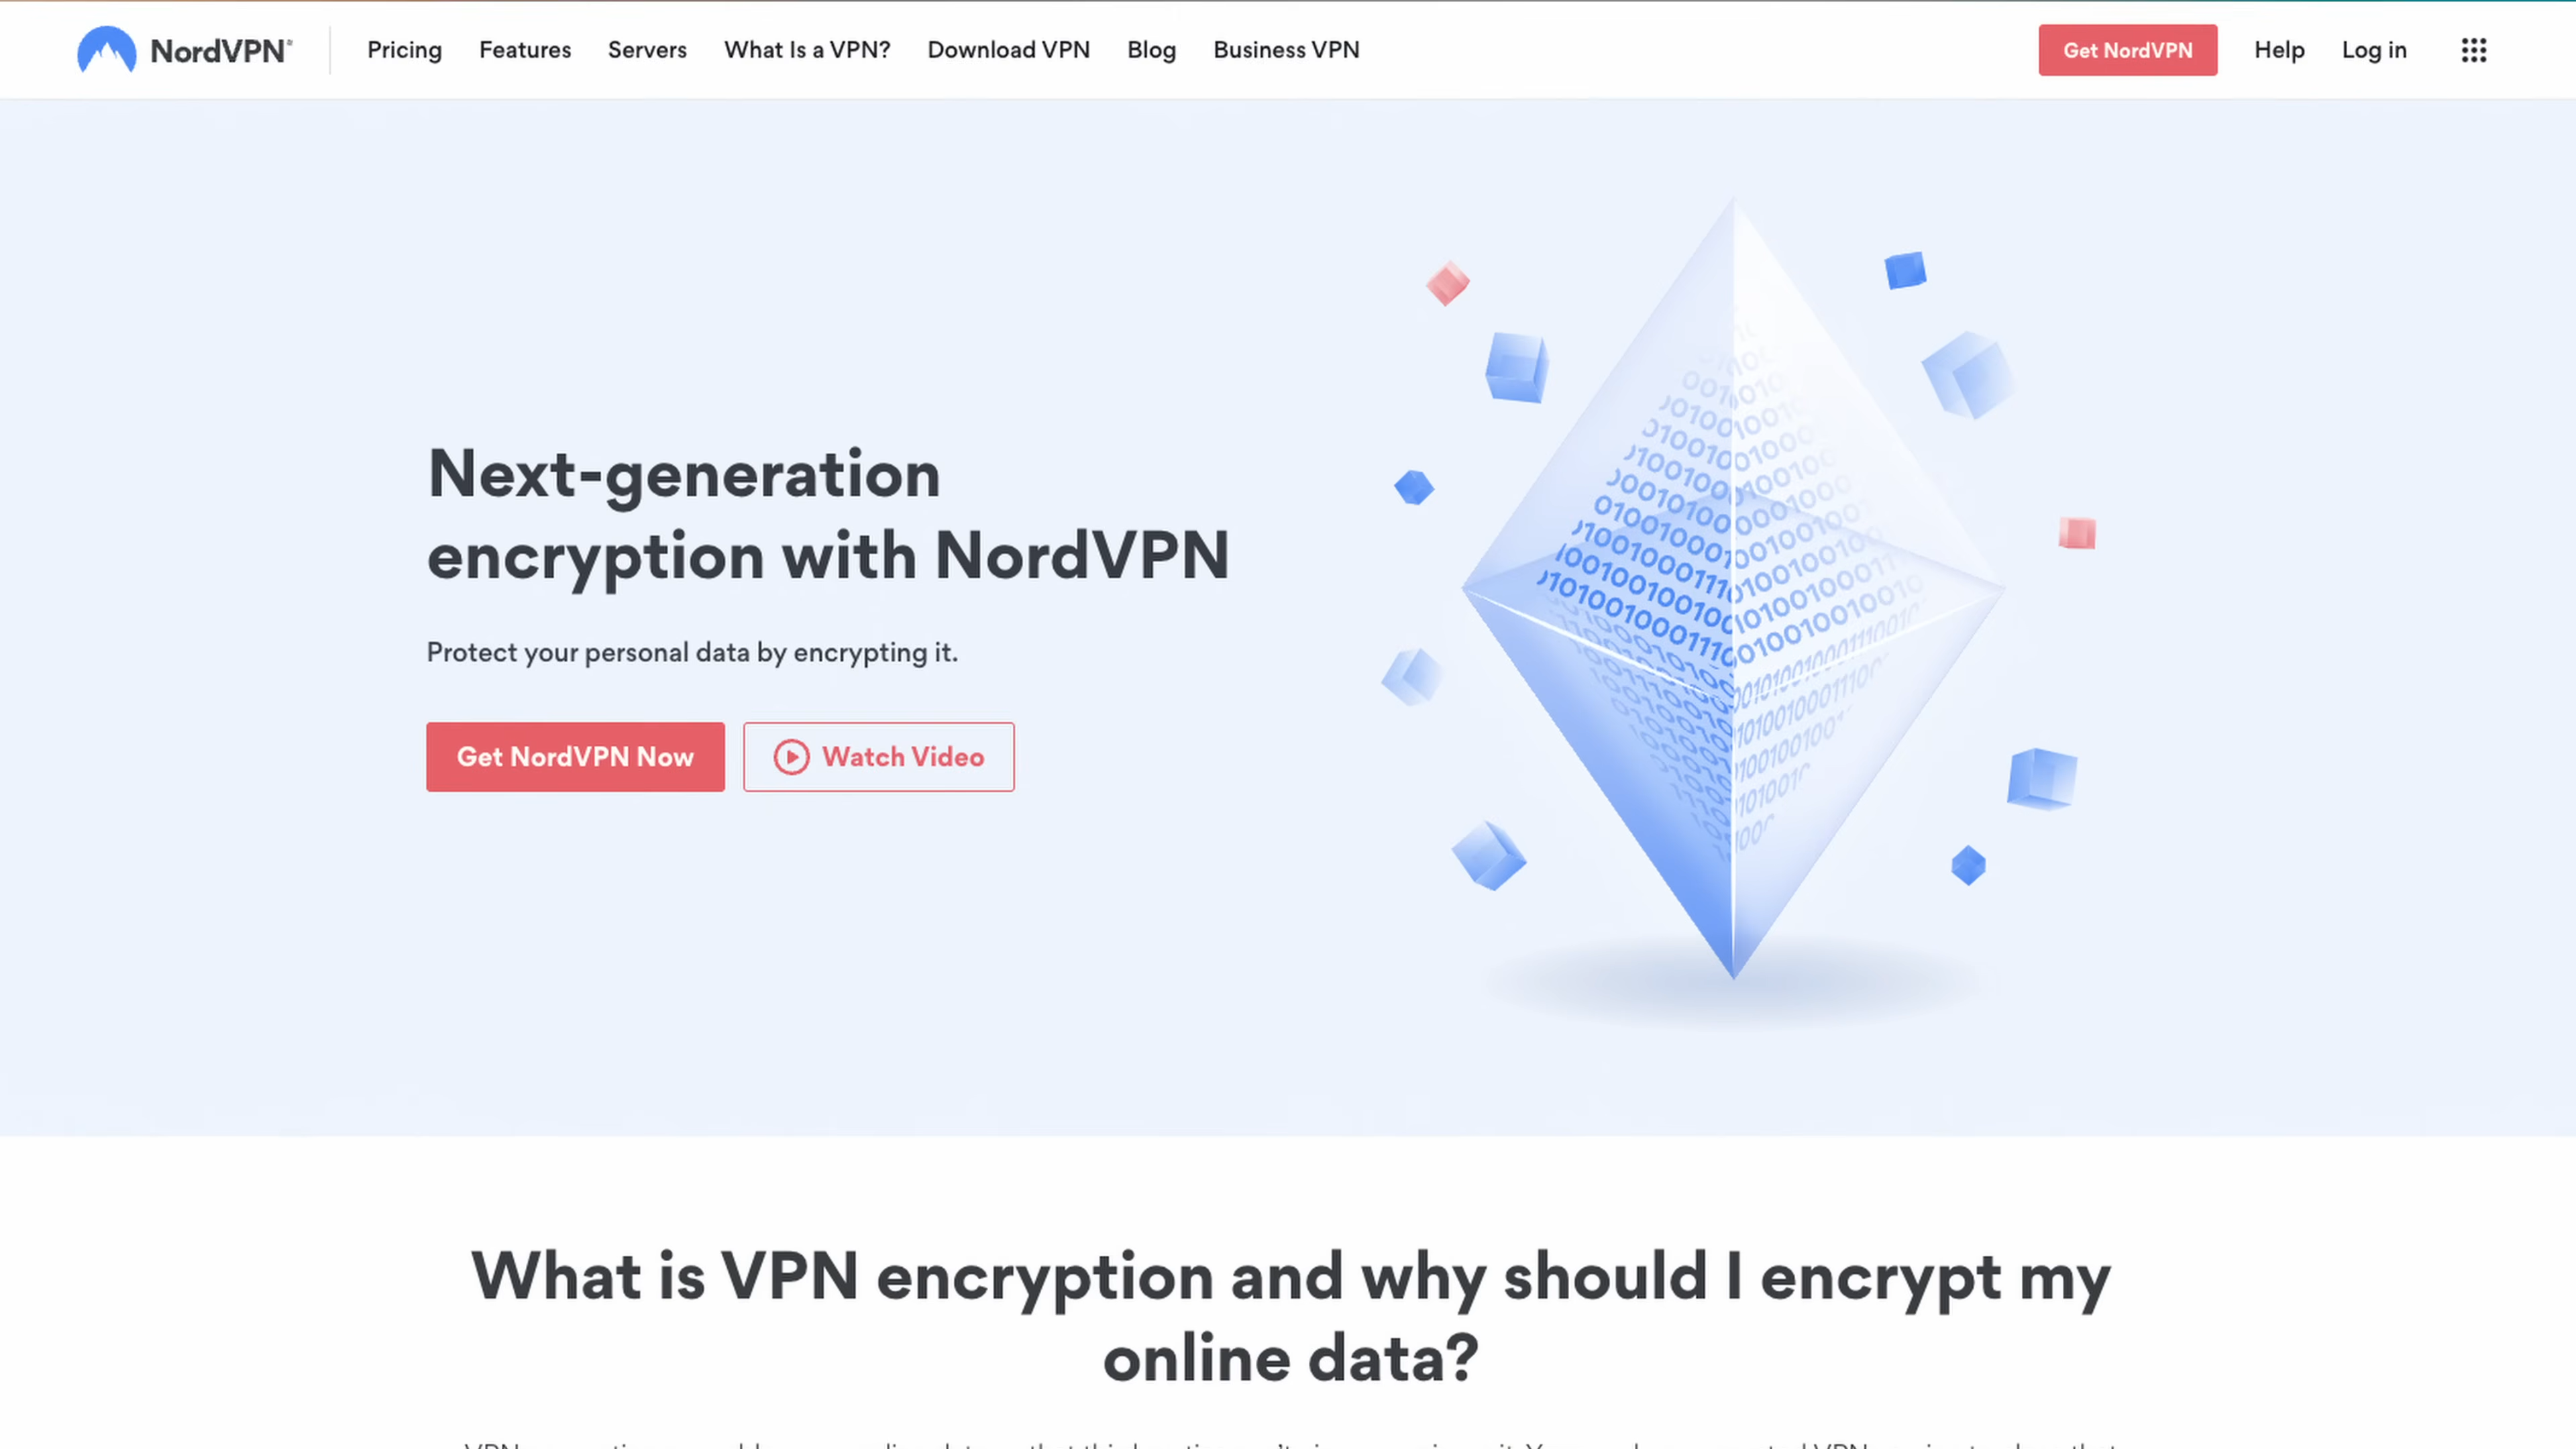 NordVPN®
Pricing
Features
Servers
What Is a VPN?
Download VPN
Blog
Business VPN
Get NordVPN
Help
Log in
Next-generation
encryption with NordVPN
Protect your personal data by encrypting it.
Get NordVPN Now
Watch Video
What is VPN encryption and why should I encrypt my
online data?